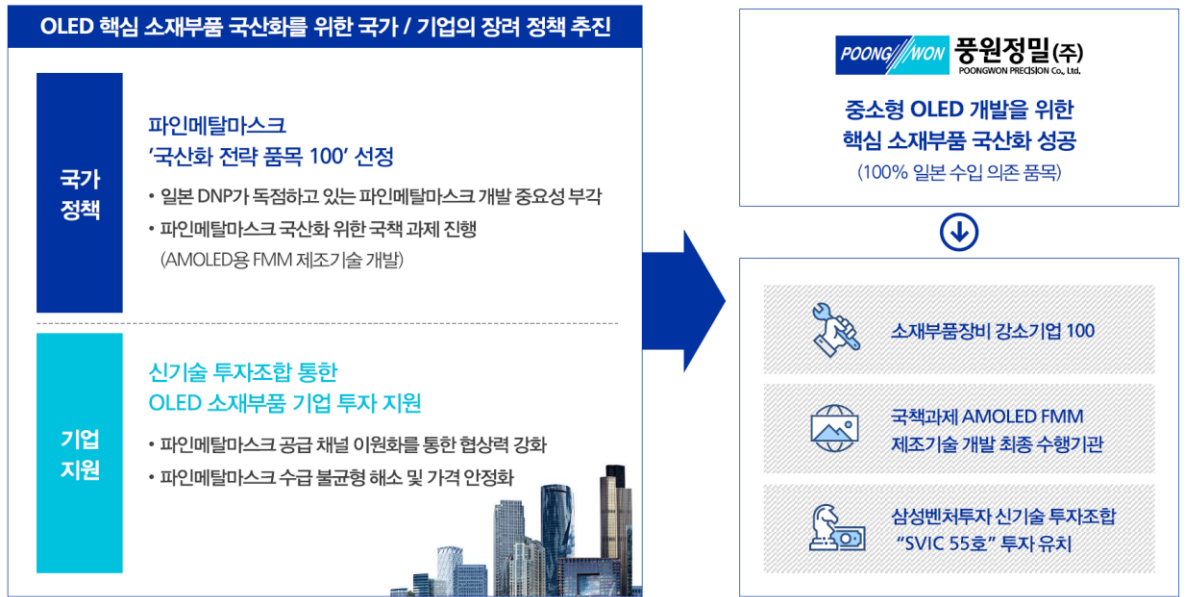 OLED 핵심 소재부품 국산화를 위한 국가 / 기업의 장려 정책 추진
국가
정책
파인메탈마스크
'국산화 전략 품목 100' 선정
• 일본 DNP가 독점하고 있는 파인메탈마스크 개발 중요성 부각
• 파인메탈마스크 국산화 위한 국책 과제 진행
(AMOLED용 FMM 제조기술 개발)
기업
지원
신기술 투자조합 통한
OLED 소재부품 기업 투자 지원
• 파인메탈마스크 공급 채널 이원화를 통한 협상력 강화
• 파인메탈마스크 수급 불균형 해소 및 가격 안정화
POONG WON 풍원정밀(주)
POONGWON PRECISION Co., Ltd.
중소형 OLED 개발을 위한
핵심 소재부품 국산화 성공
(100% 일본 수입 의존 품목)
소재부품장비 강소기업 100
국책과제 AMOLED FMM
제조기술 개발 최종 수행기관
삼성벤처투자 신기술 투자조합
“SVIC 55호” 투자 유치